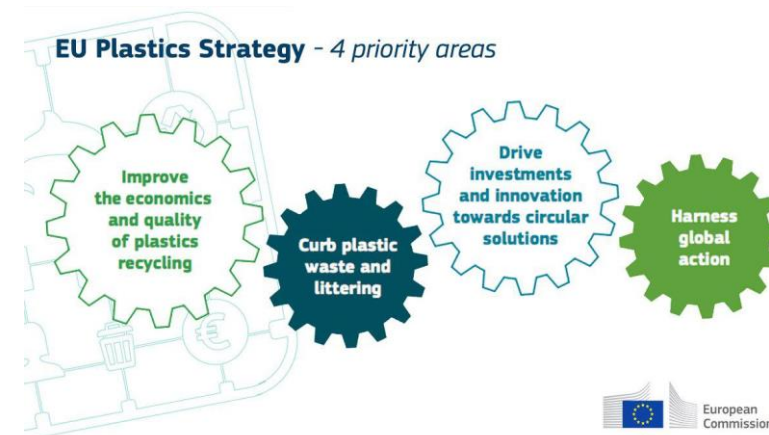 EU Plastics Strategy - 4 priority areas
Improve
the economics
and quality
of plastics
recycling
Curb plastic
waste and
littering
Drive
investments
and innovation
towards circular
solutions
Harness
global
action
European
Commission